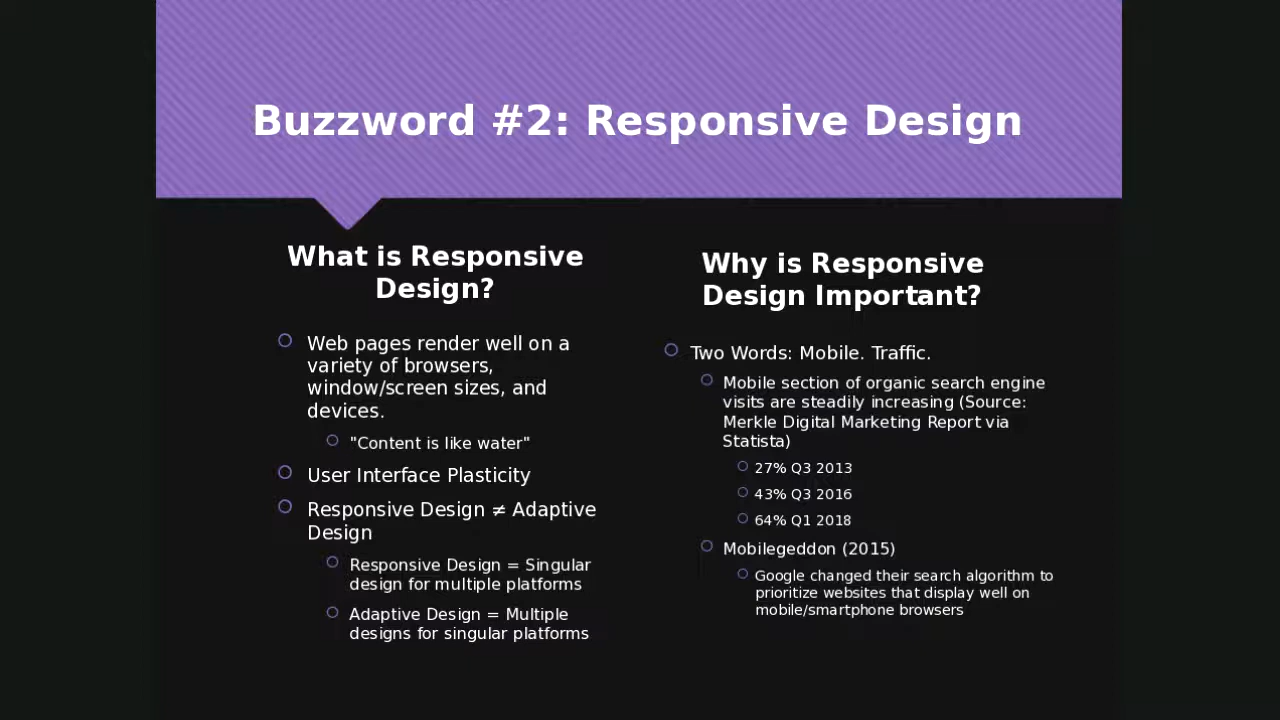 Buzzword #2: Responsive Design
What is Responsive
Design?
Web pages render well on a
variety of browsers,
window/screen sizes, and
devices.
"Content is like water"
User Interface Plasticity
Responsive Design ≠ Adaptive
Design
Responsive Design = Singular
design for multiple platforms
Adaptive Design = Multiple
designs for singular platforms
Why is Responsive
Design Important?
Two Words: Mobile. Traffic.
Mobile section of organic search engine
visits are steadily increasing (Source:
Merkle Digital Marketing Report via
Statista)
27% Q3 2013
43% Q3 2016
64% Q1 2018
Mobilegeddon (2015)
Google changed their search algorithm to
prioritize websites that display well on
mobile/smartphone browsers